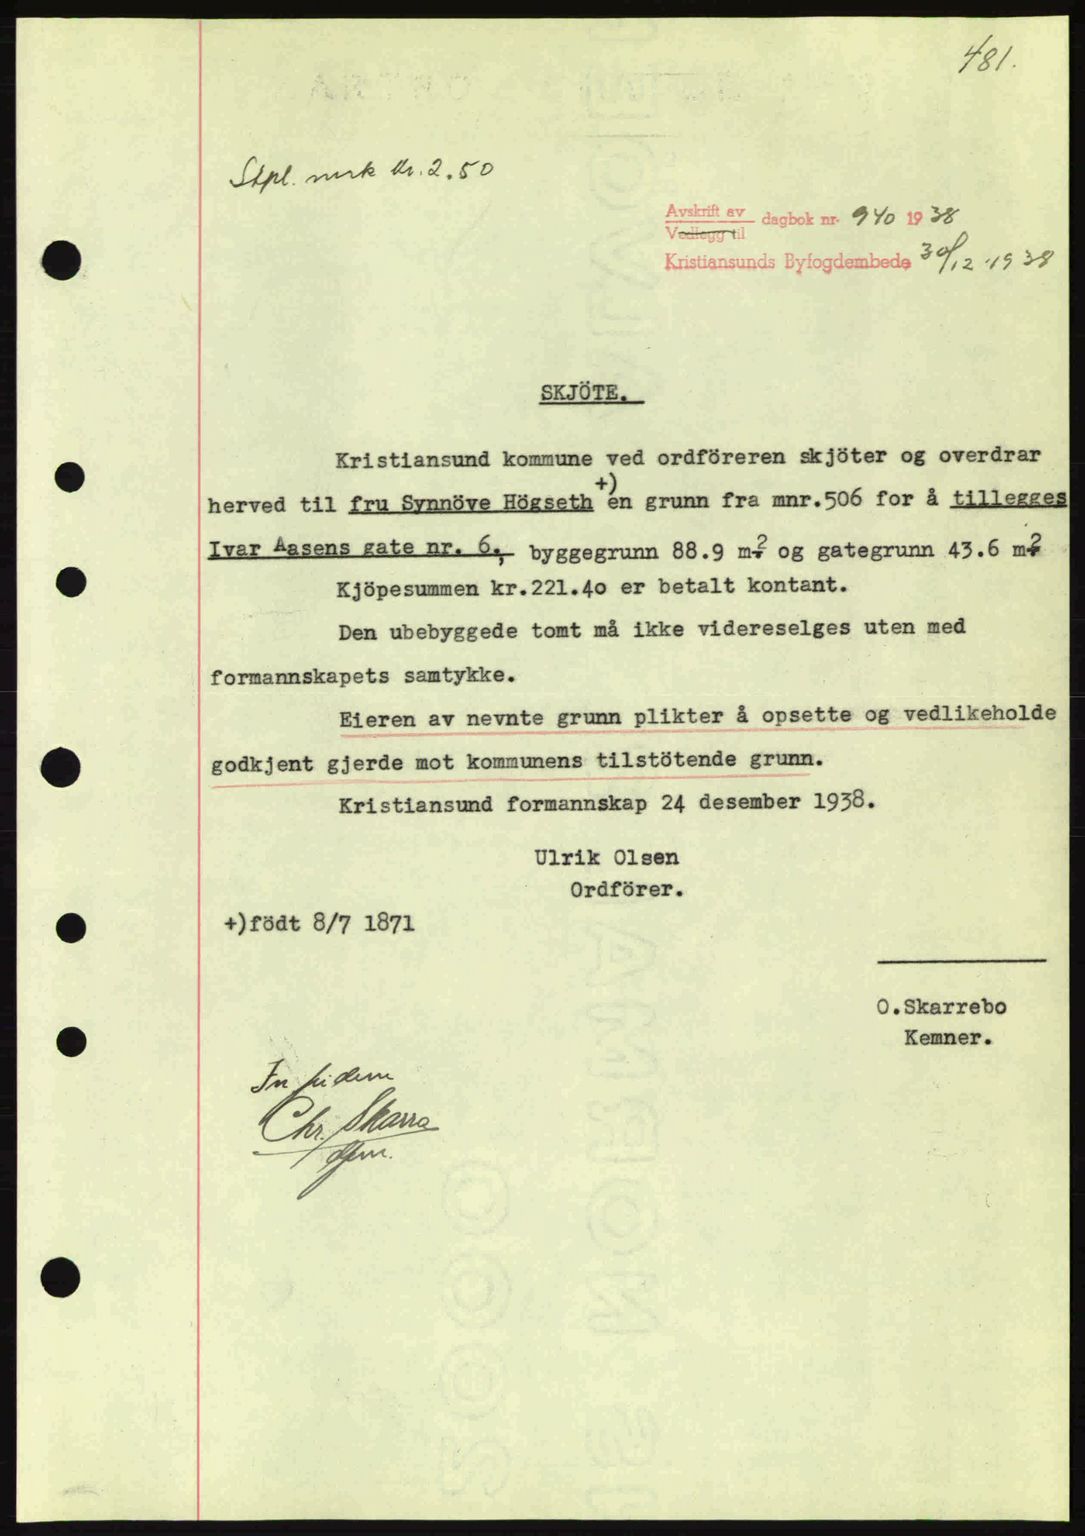 481.
Stpl. merk kr. 2.50
Avskrift av dagbok nr. 940 1938
Vedlegg til
Kristiansunds Byfogdembede 30/12 1938
SKJÖTE.
Kristiansund kommune ved ordföreren skjöter og overdrar
herved til fru Synnöve Högseth +) en grunn fra mnr.506 for å tillegges
Ivar Aasens gate nr. 6., byggegrunn 88.9 m2 og gategrunn 43.6 m2
Kjöpesummen kr.221.40 er betalt kontant.
Den ubebyggede tomt må ikke videreselges uten med
formannskapets samtykke.
Eieren av nevnte grunn plikter å opsette og vedlikeholde
godkjent gjerde mot kommunens tilstötende grunn.
Kristiansund formannskap 24 desember 1938.
Ulrik Olsen
Ordförer.
+)födt 8/7 1871
O.Skarrebo
Kemner.
In fidem
Chr. Skarra